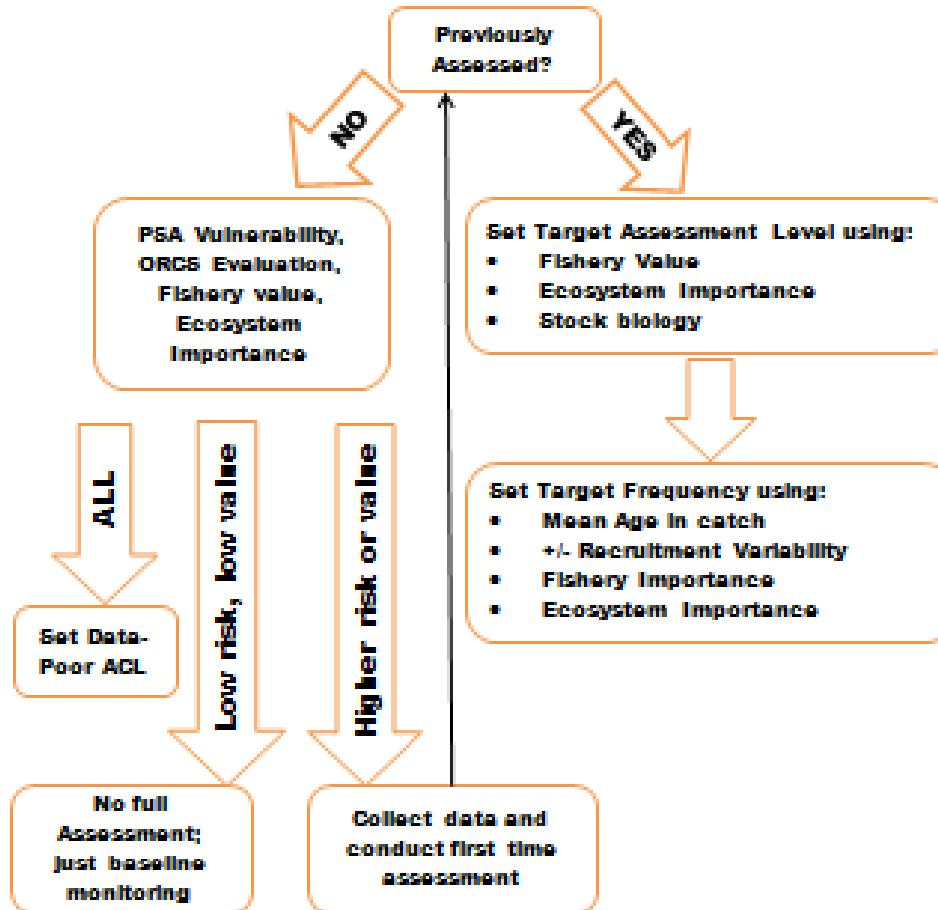 Previously
Assessed?
NO
YES
PSA Vulnerability,
ORCS Evaluation,
Fishery value,
Ecosystem
Importance
Set Target Assessment Level using:
• Fishery Value
• Ecosystem Importance
• Stock biology
ALL
Low risk, low value
Higher risk or value
Set Target Frequency using:
• Mean Age in catch
• +/- Recruitment Variability
• Fishery Importance
• Ecosystem Importance
Set Data-
Poor ACL
No full
Assessment;
just baseline
monitoring
Collect data and
conduct first time
assessment